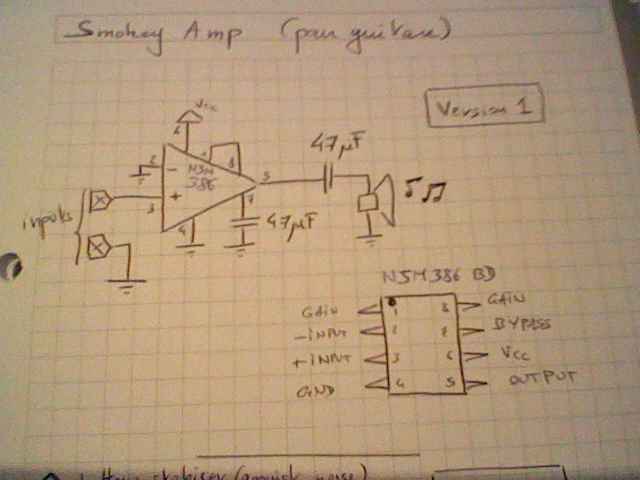 Smokey Amp (pour guitare)
Version 1
Vcc
6
2
-
1
8
NJM
386
5
+
3
7
4
47µF
47µF
inputs
NJM386 BD
GAIN 1 8 GAIN
-INPUT 2 7 BYPASS
+INPUT 3 6 Vcc
GND 4 5 OUTPUT